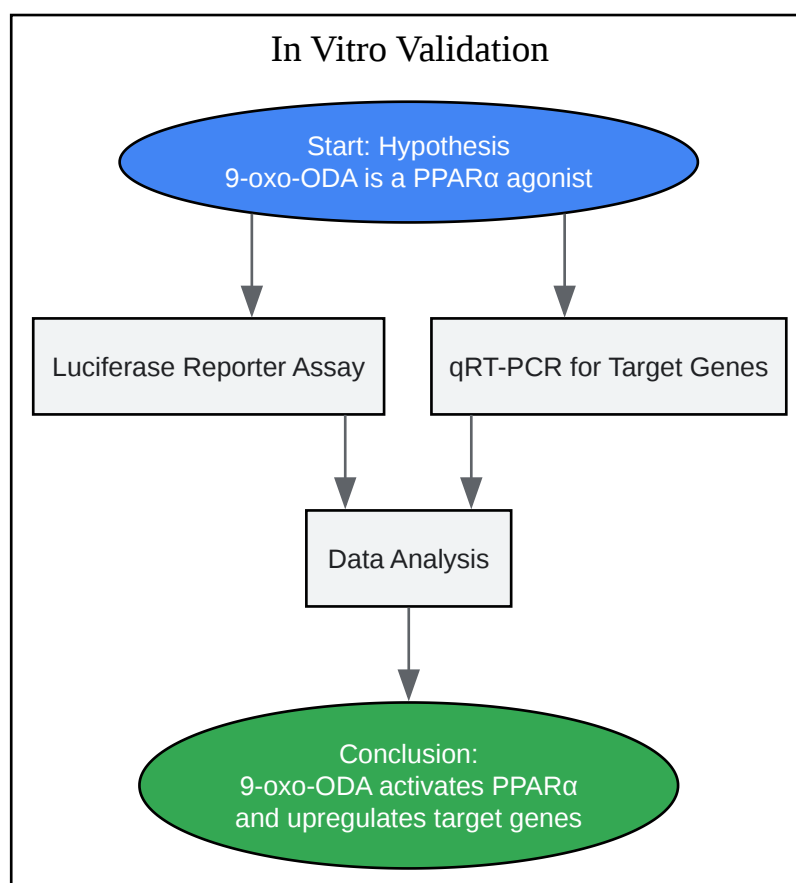 In Vitro Validation
Start: Hypothesis
9-oxo-ODA is a PPARα agonist
Luciferase Reporter Assay
qRT-PCR for Target Genes
Data Analysis
Conclusion:
9-oxo-ODA activates PPARα
and upregulates target genes